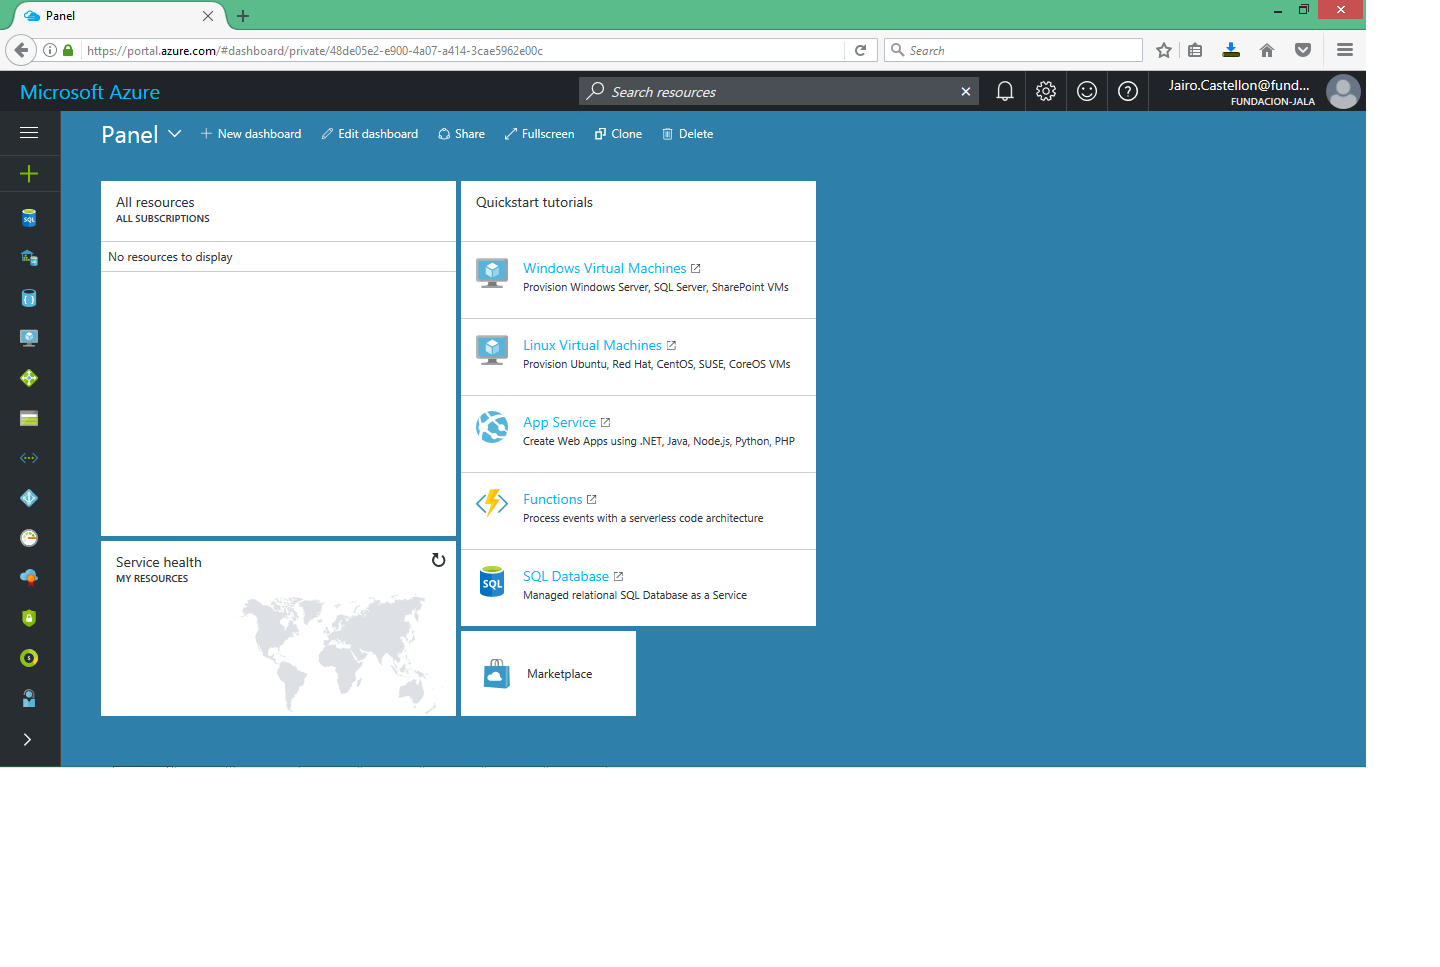 Panel
https://portal.azure.com/#dashboard/private/48de05e2-e900-4a07-a414-3cae5962e00c
Search
Microsoft Azure
Search resources
Jairo.Castellon@fund...
FUNDACION-JALA
Panel
New dashboard
Edit dashboard
Share
Fullscreen
Clone
Delete
All resources
ALL SUBSCRIPTIONS
No resources to display
Service health
MY RESOURCES
Quickstart tutorials
Windows Virtual Machines
Provision Windows Server, SQL Server, SharePoint VMs
Linux Virtual Machines
Provision Ubuntu, Red Hat, CentOS, SUSE, CoreOS VMs
App Service
Create Web Apps using .NET, Java, Node.js, Python, PHP
Functions
Process events with a serverless code architecture
SQL
SQL Database
Managed relational SQL Database as a Service
Marketplace
SQL